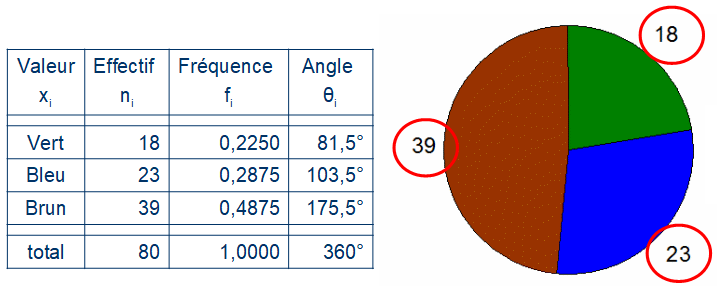 Valeur Effectif Fréquence Angle
xi ni fi θi
Vert 18 0,2250 81,5°
Bleu 23 0,2875 103,5°
Brun 39 0,4875 175,5°
total 80 1,0000 360°
18
39
23